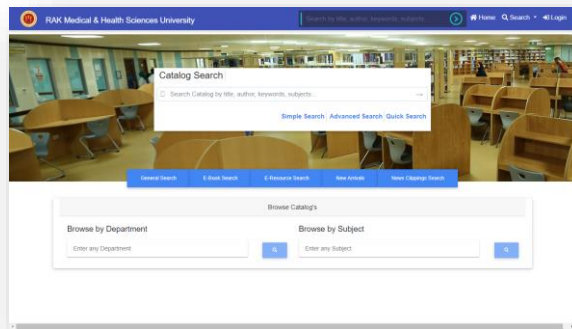 RAK Medical & Health Sciences University
Search by title, author, keywords, subjects..
Home
Search
Login
Catalog Search
Search Catalog by title, author, keywords, subjects...
Simple Search Advanced Search Quick Search
General Search E-Book Search E-Resource Search New Arrivals News Clippings Search
Browse Catalog's
Browse by Department Browse by Subject
Enter any Department Enter any Subject